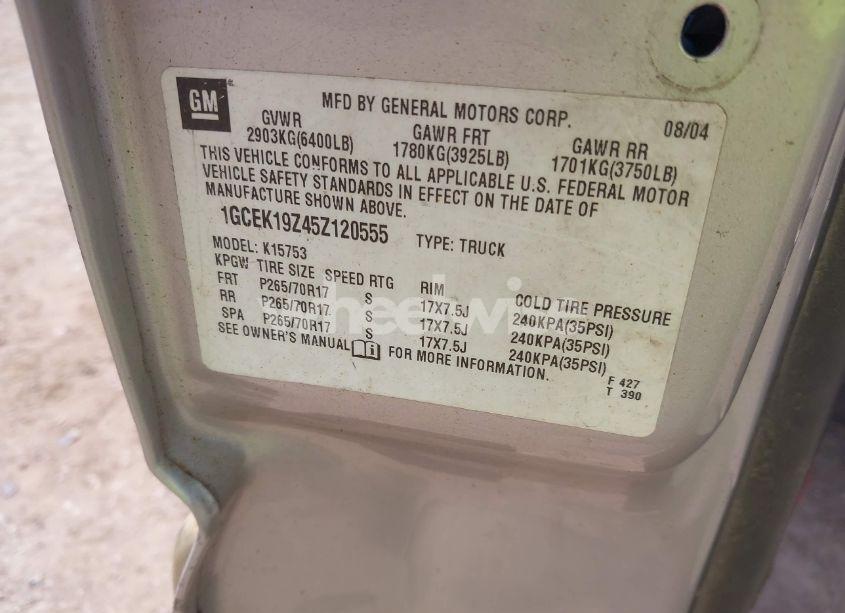 GM
MFD BY GENERAL MOTORS CORP. 08/04
GVWR GAWR FRT GAWR RR
2903KG(6400LB) 1780KG(3925LB) 1701KG(3750LB)
THIS VEHICLE CONFORMS TO ALL APPLICABLE U.S. FEDERAL MOTOR
VEHICLE SAFETY STANDARDS IN EFFECT ON THE DATE OF
MANUFACTURE SHOWN ABOVE.
1GCEK19Z45Z120555 TYPE: TRUCK
MODEL: K15753
KPGW TIRE SIZE SPEED RTG RIM COLD TIRE PRESSURE
FRT P265/70R17 S 17X7.5J 240KPA(35PSI)
RR P265/70R17 S 17X7.5J 240KPA(35PSI)
SPA P265/70R17 S 17X7.5J 240KPA(35PSI)
SEE OWNER'S MANUAL FOR MORE INFORMATION.
F 427
T 390